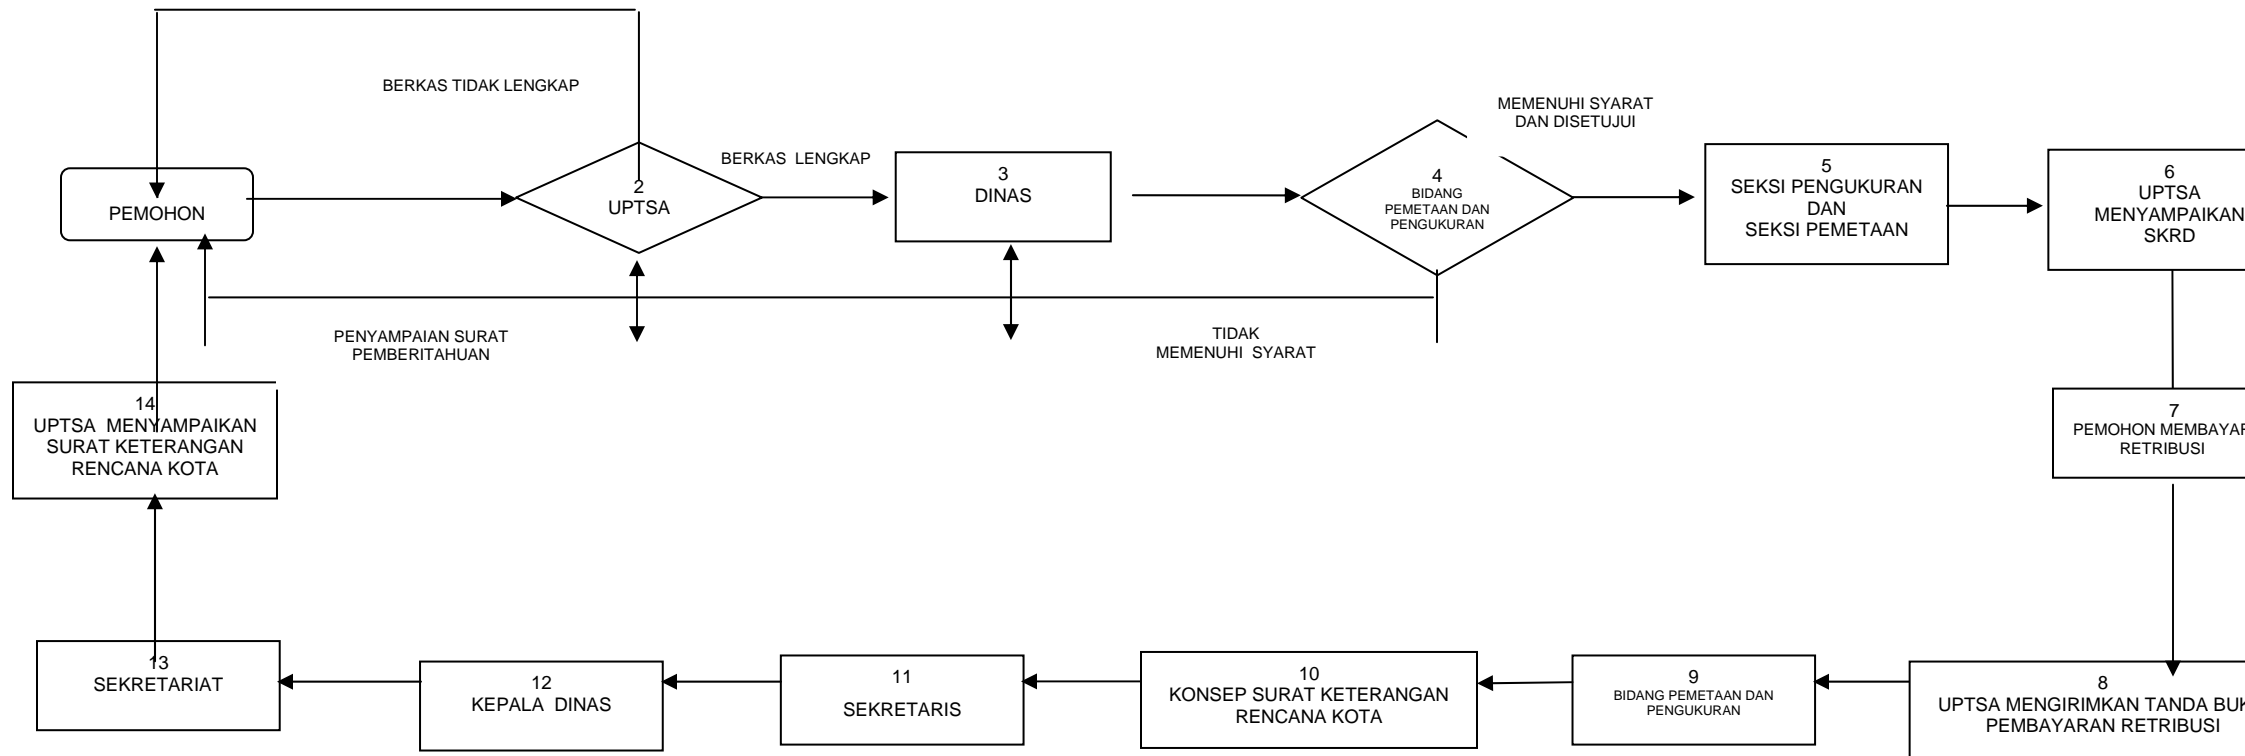 BERKAS TIDAK LENGKAP
MEMENUHI SYARAT
DAN DISETUJUI
PEMOHON
2
UPTSA
BERKAS LENGKAP
3
DINAS
4
BIDANG
PEMETAAN DAN
PENGUKURAN
5
SEKSI PENGUKURAN
DAN
SEKSI PEMETAAN
6
UPTSA
MENYAMPAIKAN
SKRD
PENYAMPAIAN SURAT
PEMBERITAHUAN
TIDAK
MEMENUHI SYARAT
14
UPTSA MENYAMPAIKAN
SURAT KETERANGAN
RENCANA KOTA
7
PEMOHON MEMBAYAR
RETRIBUSI
13
SEKRETARIAT
12
KEPALA DINAS
11
SEKRETARIS
10
KONSEP SURAT KETERANGAN
RENCANA KOTA
9
BIDANG PEMETAAN DAN
PENGUKURAN
8
UPTSA MENGIRIMKAN TANDA BUK
PEMBAYARAN RETRIBUSI